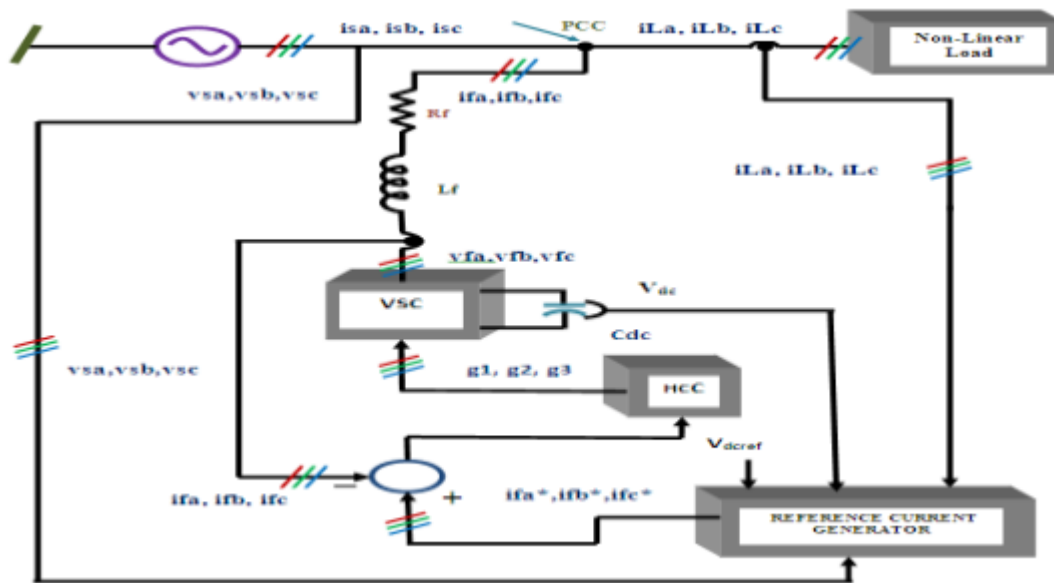 isa, isb, isc
PCC
iLa, iLb, iLc
Non-Linear
Load
vsa,vsb,vsc
ifa,ifb,ifc
Rf
Lf
iLa, iLb, iLc
vfa,vfb,vfc
VSC
Vdc
Cdc
vsa,vsb,vsc
g1, g2, g3
HCC
Vdcref
ifa, ifb, ifc
−
+
ifa*,ifb*,ifc*
REFERENCE CURRENT
GENERATOR